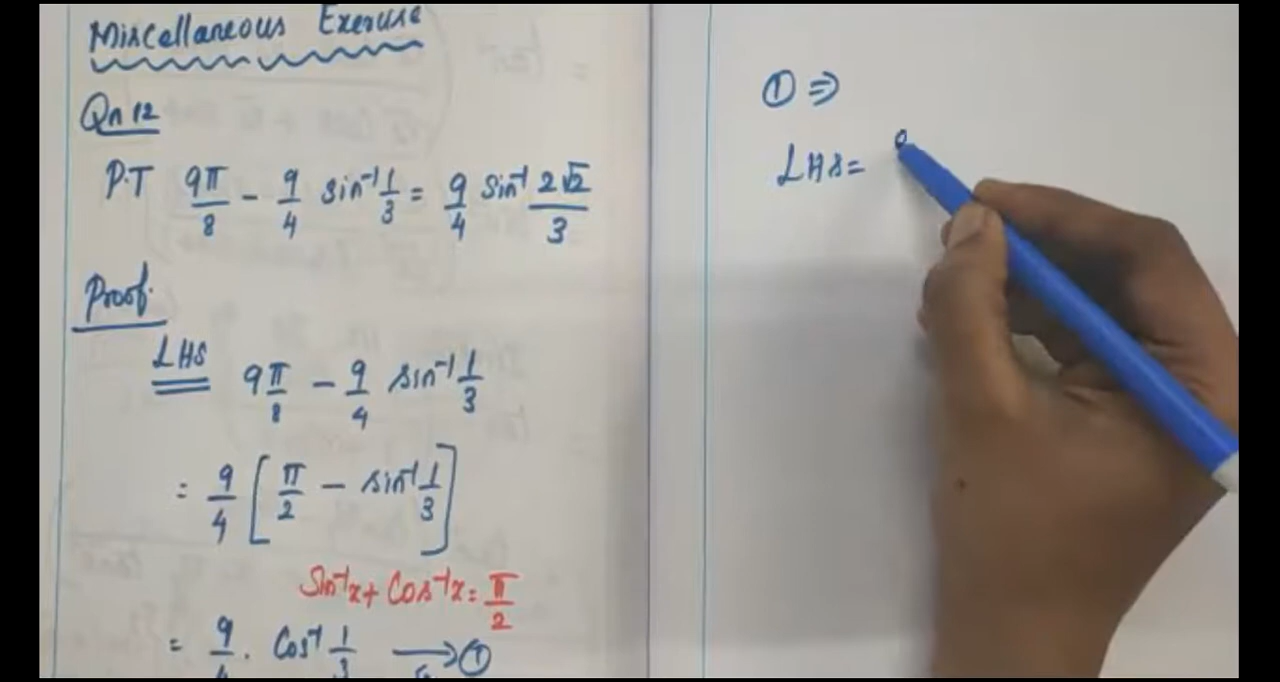 Miscellaneous Exercise
Qn 12
P.T 9π/8 - 9/4 sin⁻¹ 1/3 = 9/4 sin⁻¹ 2√2/3
Proof.
LHS
9π/8 - 9/4 sin⁻¹ 1/3
= 9/4 [ π/2 - sin⁻¹ 1/3 ]
Sin⁻¹x + Cos⁻¹x = π/2
= 9/4 . Cos⁻¹ 1/3 → ①
① ⇒
LHS =